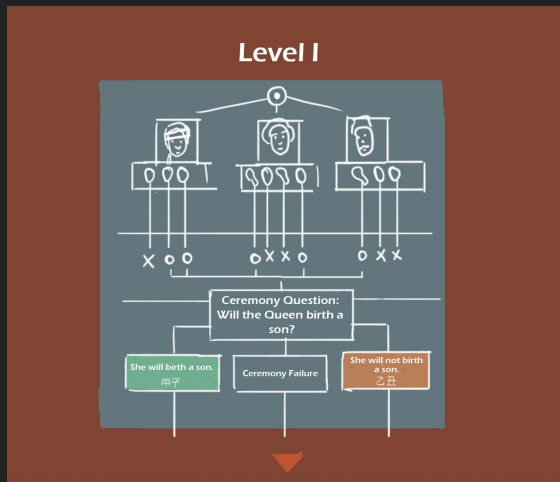 Level I
X O O
O X X O
O X X
Ceremony Question:
Will the Queen birth a
son?
She will birth a son.
甲子
Ceremony Failure
She will not birth
a son.
乙丑